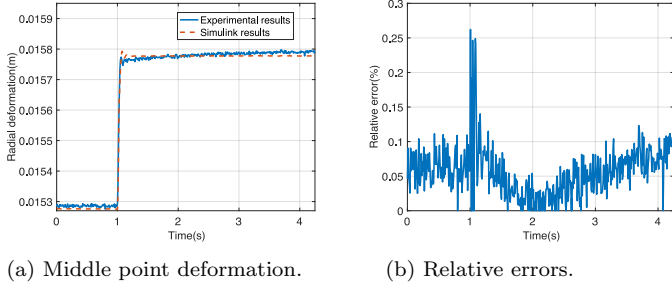 0.0159
0.0158
0.0157
0.0156
0.0155
0.0154
0.0153
Radial deformation(m)
Experimental results
Simulink results
0 1 2 3 4
Time(s)
0.3
0.25
0.2
0.15
0.1
0.05
0
Relative error(%)
0 1 2 3 4
Time(s)
(a) Middle point deformation.
(b) Relative errors.